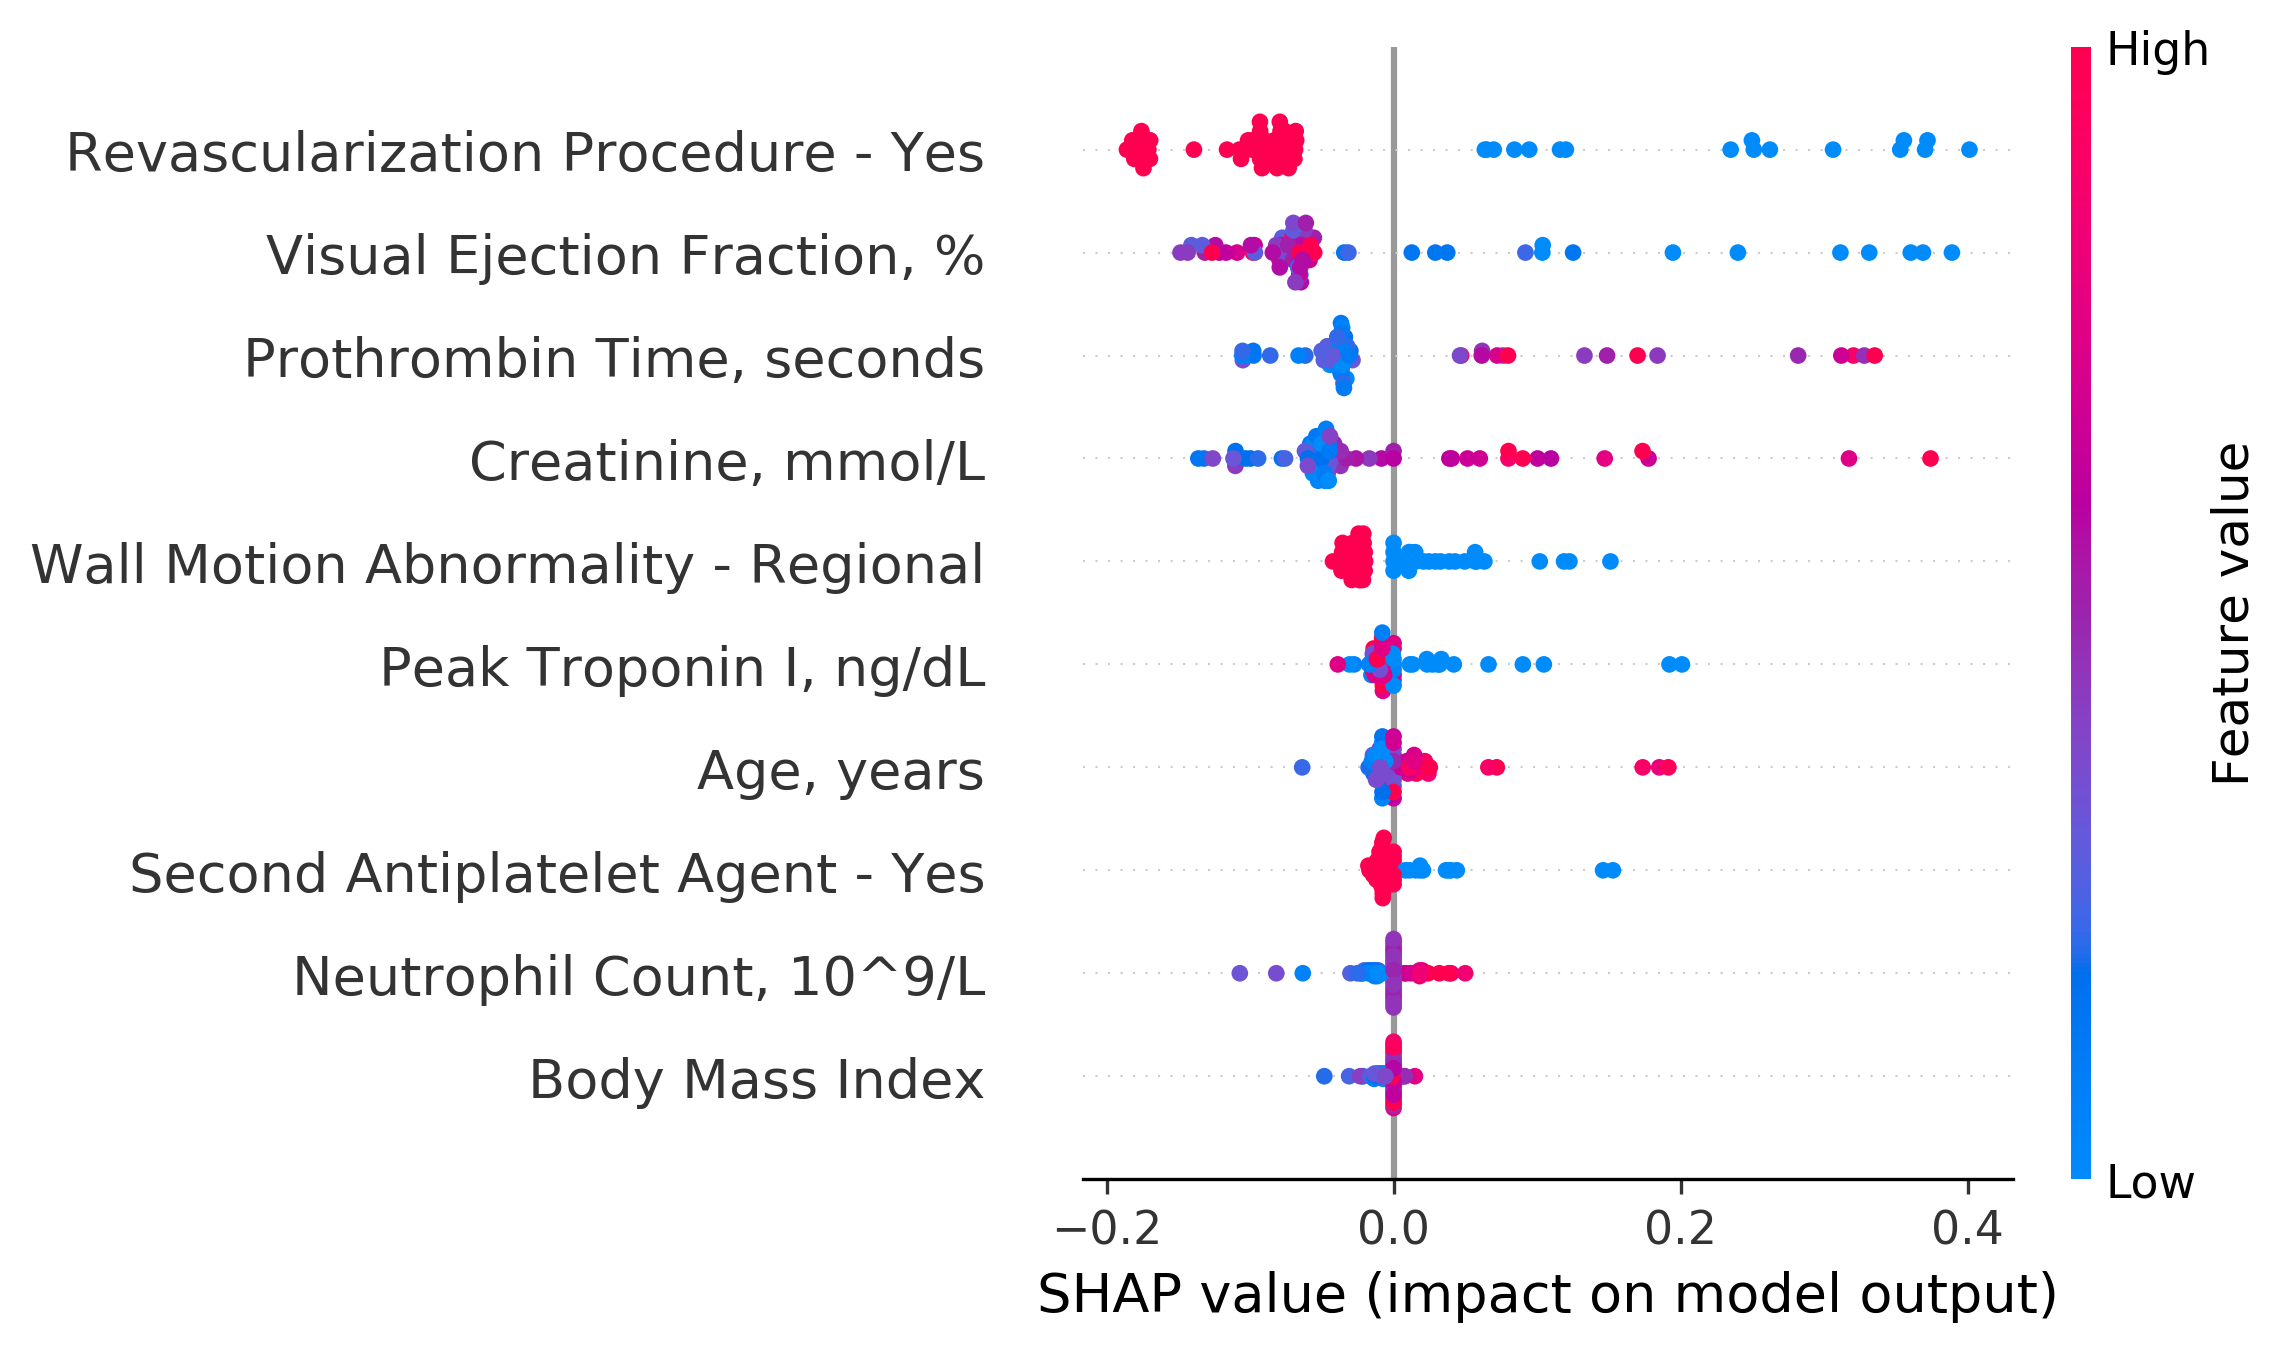 High
Revascularization Procedure - Yes
Visual Ejection Fraction, %
Prothrombin Time, seconds
Creatinine, mmol/L
Wall Motion Abnormality - Regional
Peak Troponin I, ng/dL
Age, years
Second Antiplatelet Agent - Yes
Neutrophil Count, 10^9/L
Body Mass Index
Feature value
Low
−0.2 0.0 0.2 0.4
SHAP value (impact on model output)